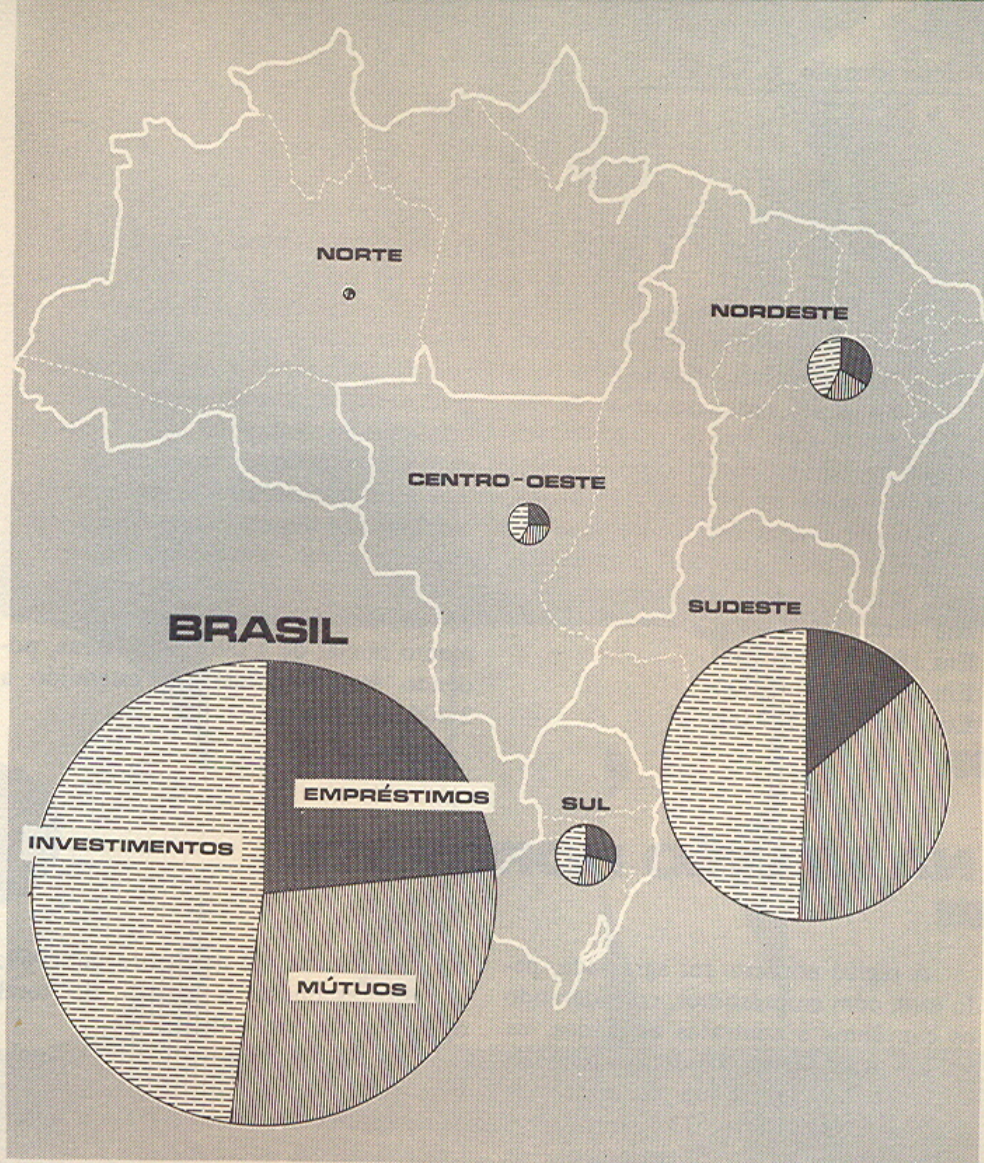 NORTE
NORDESTE
CENTRO-OESTE
SUDESTE
BRASIL
EMPRÉSTIMOS
SUL
INVESTIMENTOS
MÚTUOS